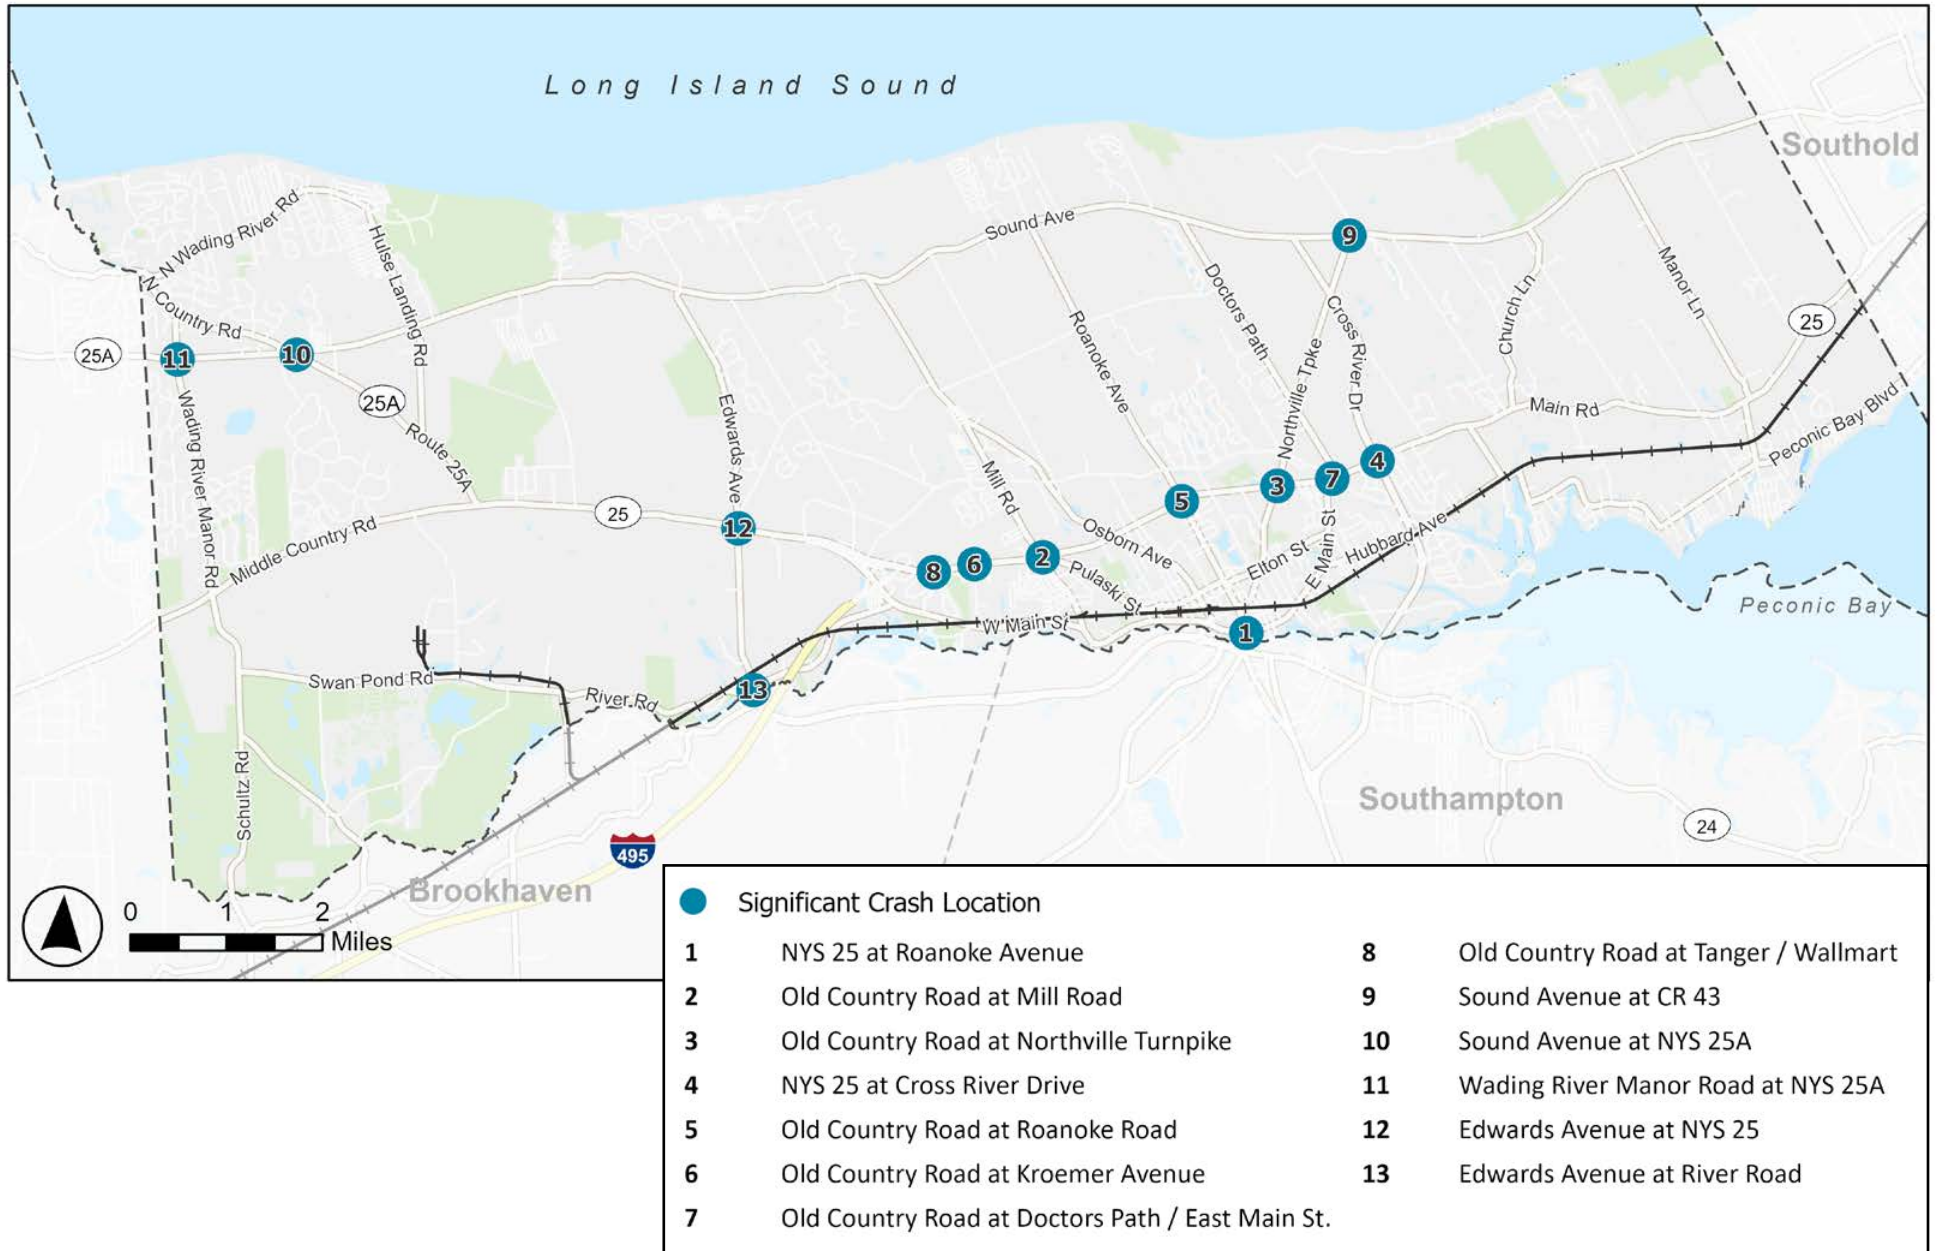 Long Island Sound
Southold
N Wading River Rd
Hulse Landing Rd
Sound Ave
9
N Country Rd
Doctors Path
Cross River Dr
Church Ln
Manor Ln
25
25A
11
10
25A
Roanoke Ave
Northville Tpke
Wading River Manor Rd
Route 25A
Edwards Ave
Main Rd
Peconic Bay Blvd
Mill Rd
5
3
7
4
25
12
Middle Country Rd
Osborn Ave
8
6
2
Pulaski St
Elton St
E Main St
Hubbard Ave
Peconic Bay
W Main St
1
Swan Pond Rd
River Rd
13
Schultz Rd
Southampton
24
495
Brookhaven
0 1 2
Miles
Significant Crash Location
1 NYS 25 at Roanoke Avenue
2 Old Country Road at Mill Road
3 Old Country Road at Northville Turnpike
4 NYS 25 at Cross River Drive
5 Old Country Road at Roanoke Road
6 Old Country Road at Kroemer Avenue
7 Old Country Road at Doctors Path / East Main St.
8 Old Country Road at Tanger / Wallmart
9 Sound Avenue at CR 43
10 Sound Avenue at NYS 25A
11 Wading River Manor Road at NYS 25A
12 Edwards Avenue at NYS 25
13 Edwards Avenue at River Road